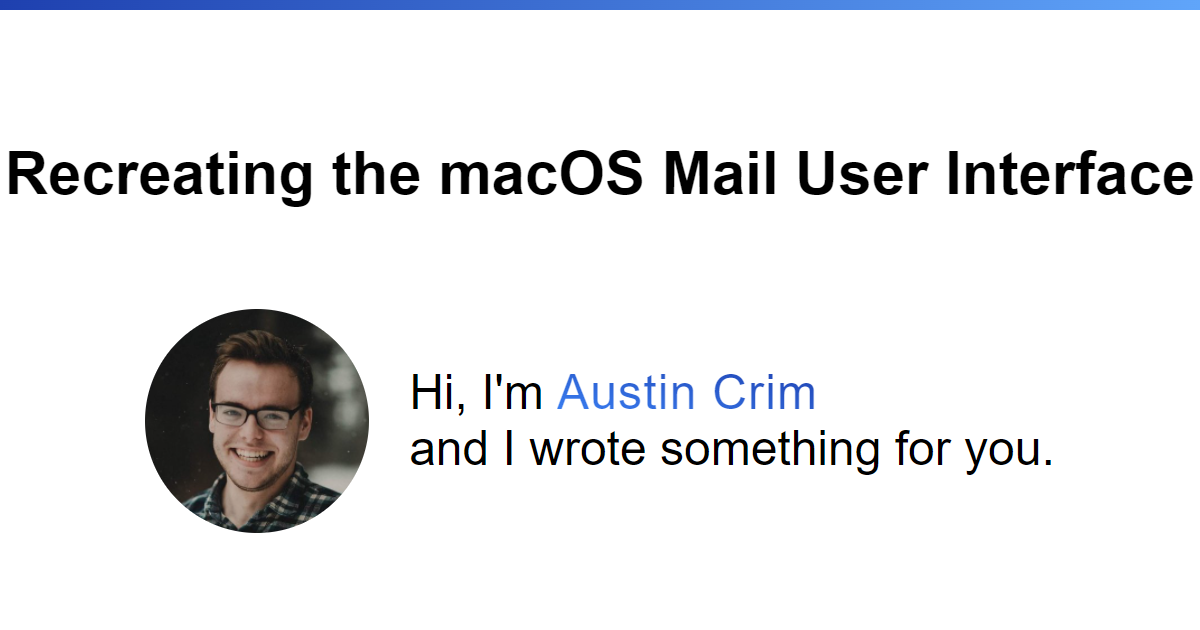 Recreating the macOS Mail User Interface
Hi, I'm Austin Crim
and I wrote something for you.